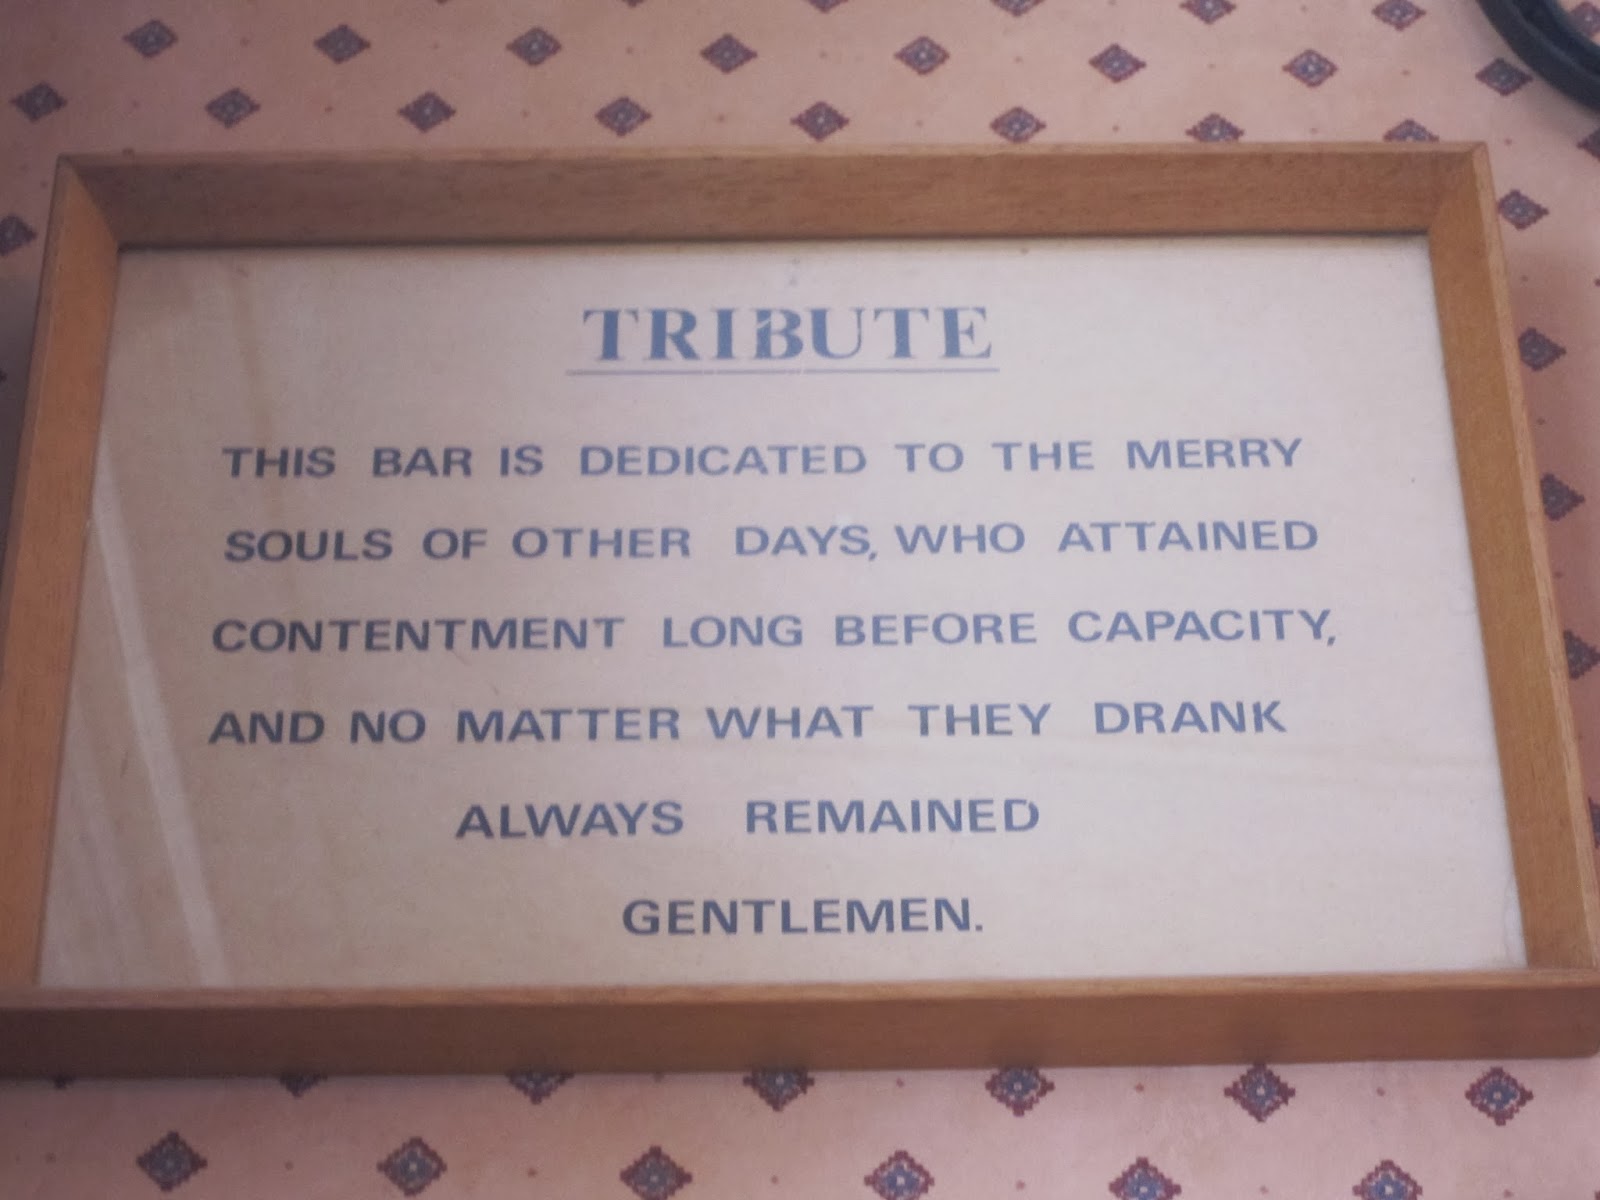 TRIBUTE
THIS BAR IS DEDICATED TO THE MERRY
SOULS OF OTHER DAYS, WHO ATTAINED
CONTENTMENT LONG BEFORE CAPACITY,
AND NO MATTER WHAT THEY DRANK
ALWAYS REMAINED
GENTLEMEN.